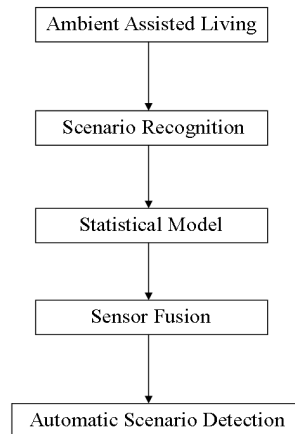 Ambient Assisted Living
Scenario Recognition
Statistical Model
Sensor Fusion
Automatic Scenario Detection